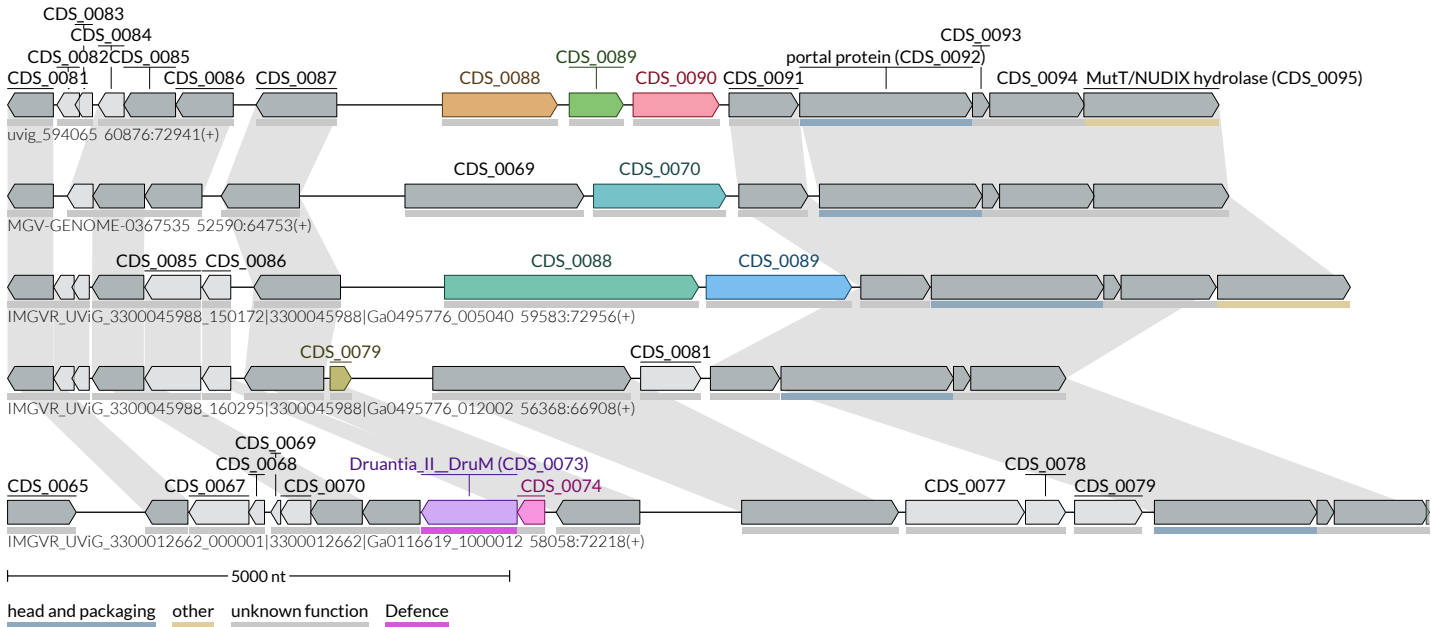 CDS_0083
CDS_0084 CDS_0093
CDS_0082 CDS_0085 CDS_0089 portal protein (CDS_0092)
CDS_0081 CDS_0086 CDS_0087 CDS_0088 CDS_0090 CDS_0091 CDS_0094 MutT/NUDIX hydrolase (CDS_0095)
uvig_594065 60876:72941(+)
CDS_0069 CDS_0070
MGV-GENOME-0367535 52590:64753(+)
CDS_0085 CDS_0086 CDS_0088 CDS_0089
IMGVR_UViG_3300045988_150172|3300045988|Ga0495776_005040 59583:72956(+)
CDS_0079 CDS_0081
IMGVR_UViG_3300045988_160295|3300045988|Ga0495776_012002 56368:66908(+)
CDS_0069
CDS_0068 Druantia_II__DruM (CDS_0073) CDS_0078
CDS_0065 CDS_0067 CDS_0070 CDS_0074 CDS_0077 CDS_0079
IMGVR_UViG_3300012662_000001|3300012662|Ga0116619_1000012 58058:72218(+)
5000 nt
head and packaging other unknown function Defence